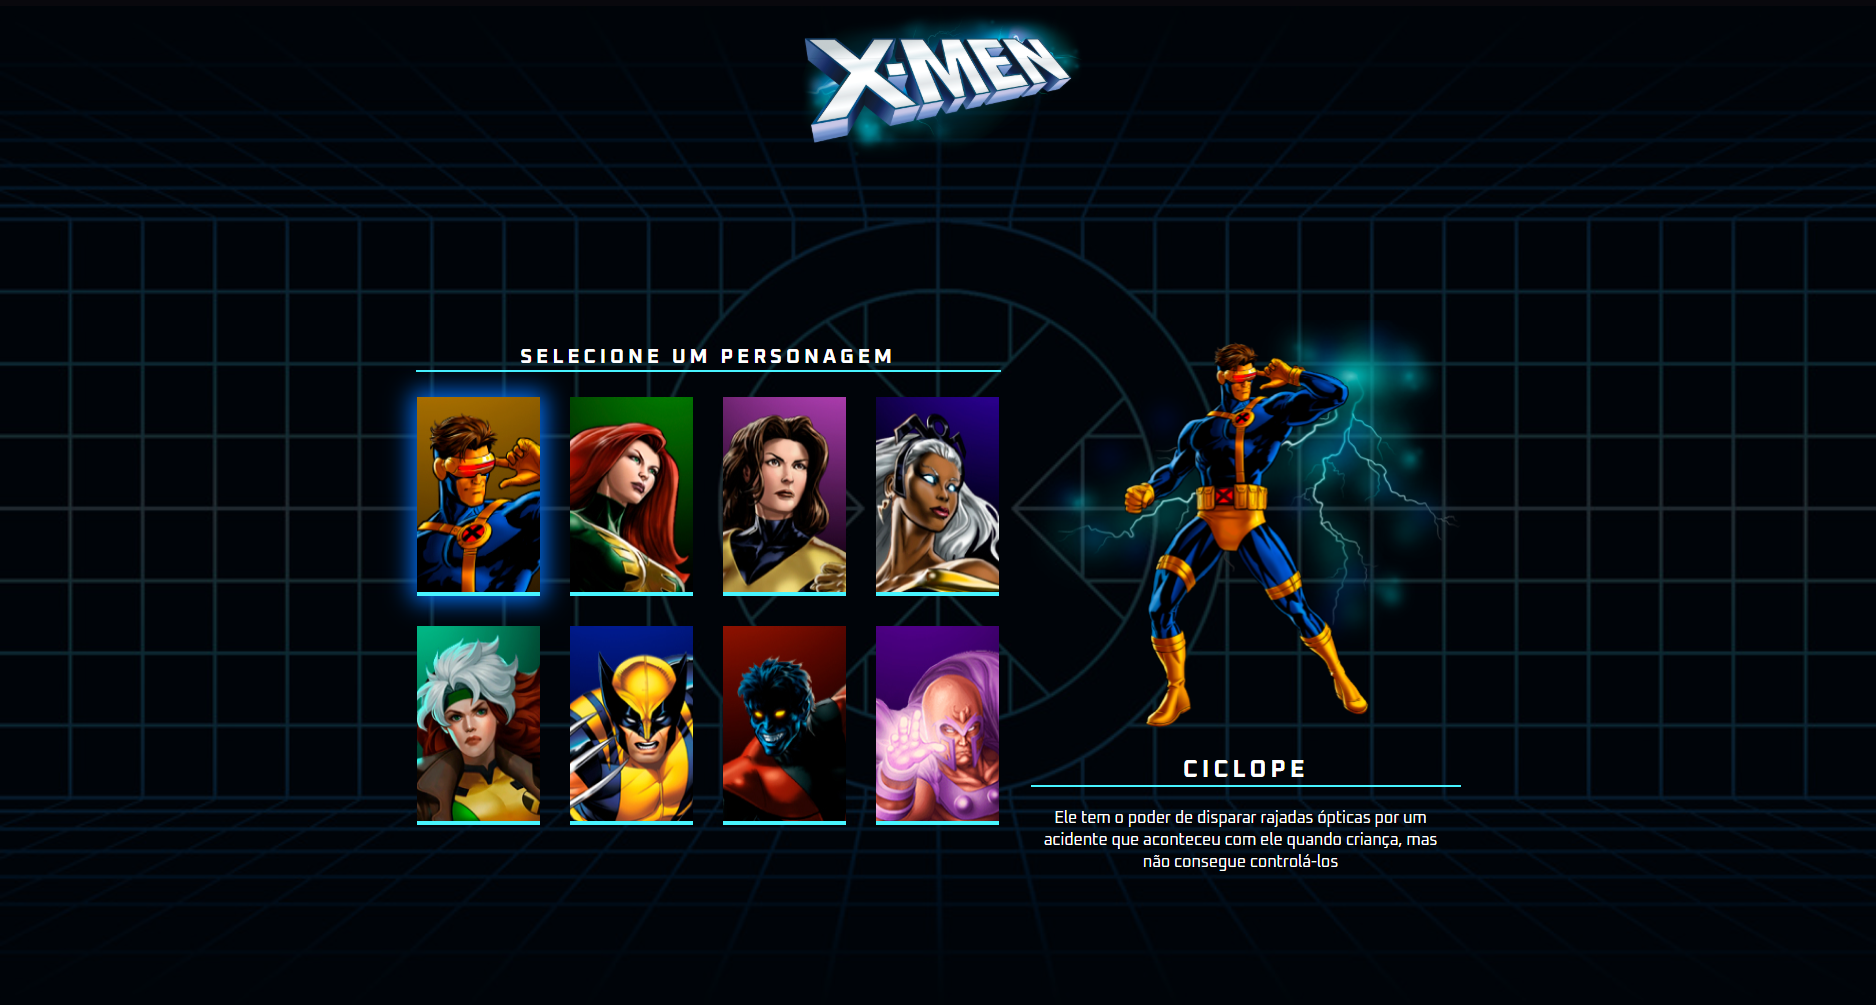 X-MEN
SELECIONE UM PERSONAGEM
CICLOPE
Ele tem o poder de disparar rajadas ópticas por um
acidente que aconteceu com ele quando criança, mas
não consegue controlá-los